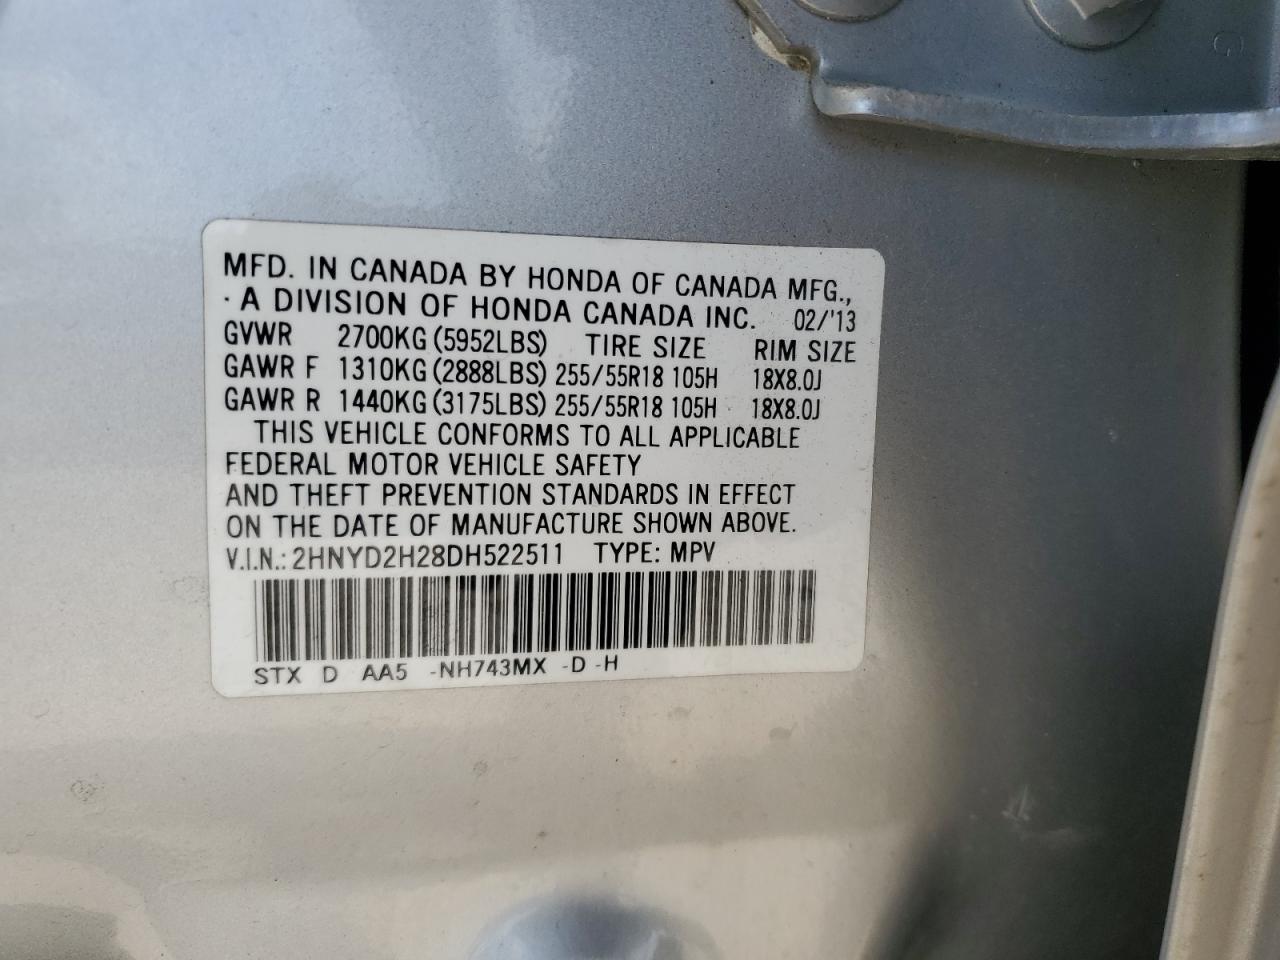 MFD. IN CANADA BY HONDA OF CANADA MFG.,
· A DIVISION OF HONDA CANADA INC. 02/'13
GVWR 2700KG (5952LBS) TIRE SIZE RIM SIZE
GAWR F 1310KG (2888LBS) 255/55R18 105H 18X8.0J
GAWR R 1440KG (3175LBS) 255/55R18 105H 18X8.0J
THIS VEHICLE CONFORMS TO ALL APPLICABLE
FEDERAL MOTOR VEHICLE SAFETY
AND THEFT PREVENTION STANDARDS IN EFFECT
ON THE DATE OF MANUFACTURE SHOWN ABOVE.
V.I.N.: 2HNYD2H28DH522511 TYPE: MPV
STX D AA5 -NH743MX -D -H